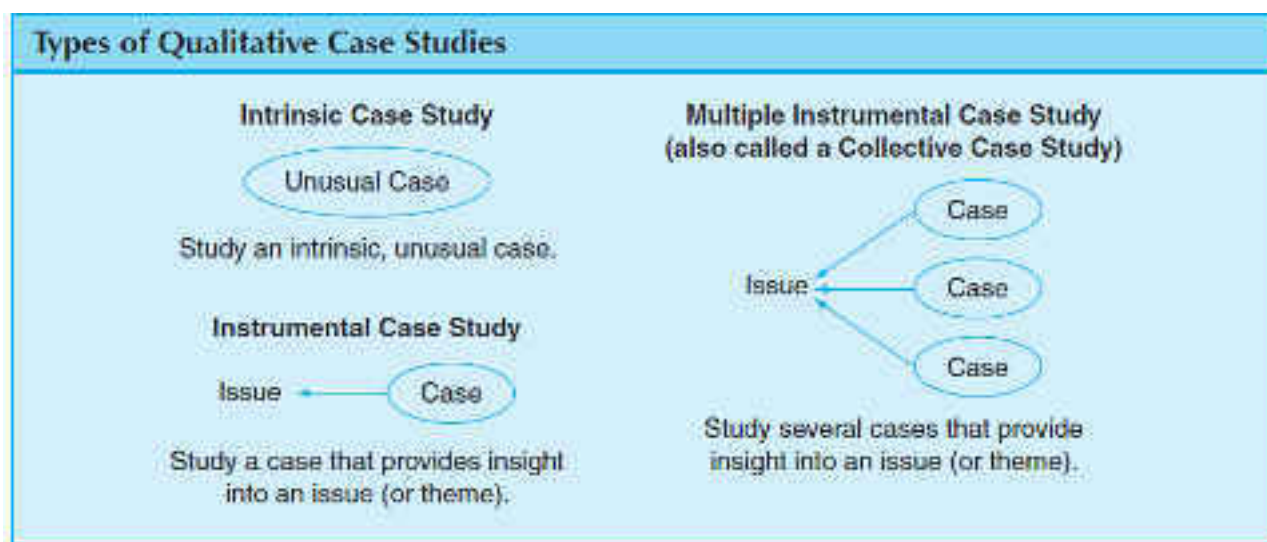 Types of Qualitative Case Studies
Intrinsic Case Study
Unusual Case
Study an intrinsic, unusual case.
Instrumental Case Study
Issue
Case
Study a case that provides insight
into an issue (or theme).
Multiple Instrumental Case Study
(also called a Collective Case Study)
Case
Issue
Case
Case
Study several cases that provide
insight into an issue (or theme).